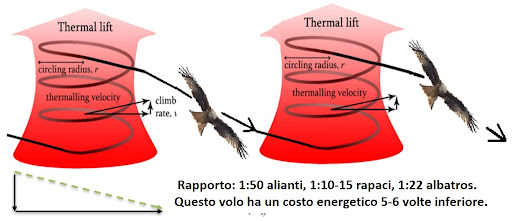 Thermal lift
circling radius, r
thermalling velocity
climb
rate, ı
Thermal lift
circling radius, r
thermalling velocity
Rapporto: 1:50 alianti, 1:10-15 rapaci, 1:22 albatros.
Questo volo ha un costo energetico 5-6 volte inferiore.